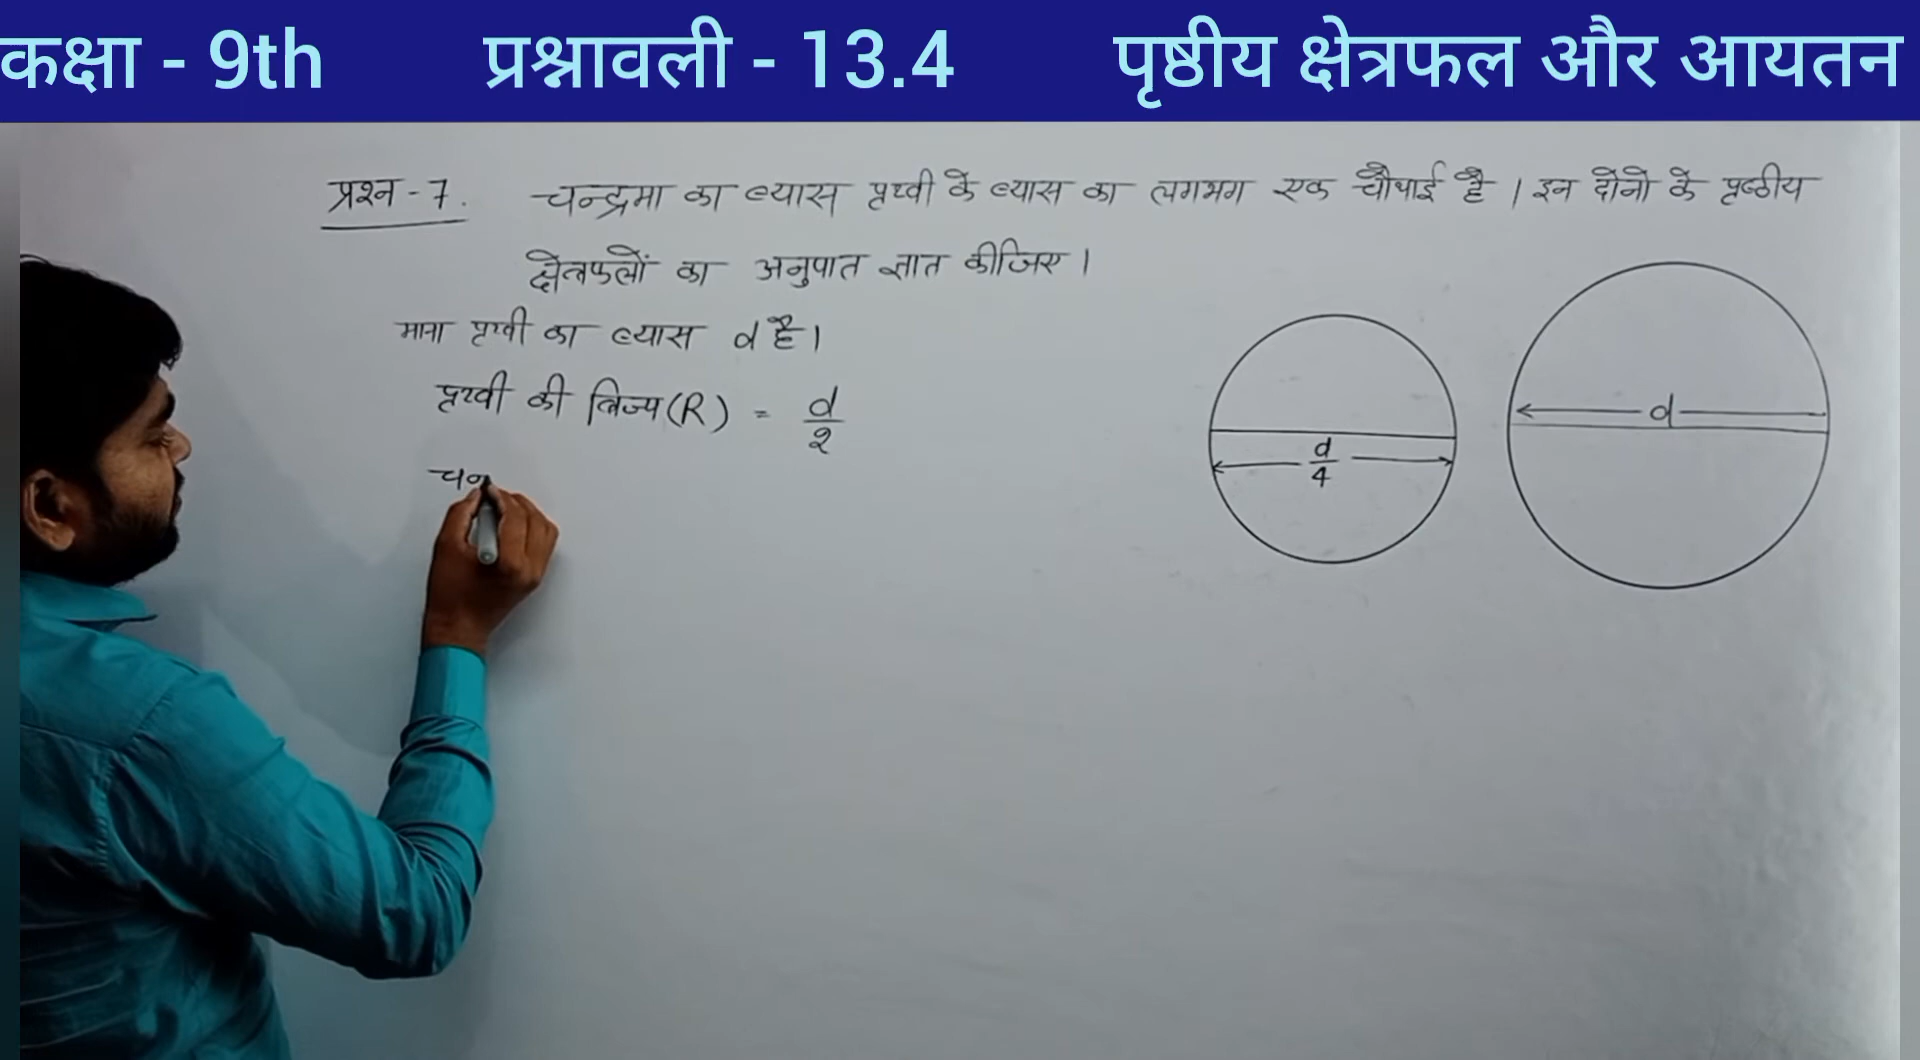 कक्षा - 9th प्रश्नावली - 13.4 पृष्ठीय क्षेत्रफल और आयतन
प्रश्न - 7. चन्द्रमा का व्यास पृथ्वी के व्यास का लगभग एक चौथाई है। इन दोनो के पृष्ठीय
क्षेत्रफलों का अनुपात ज्ञात कीजिए।
माना पृथ्वी का व्यास d है।
पृथ्वी की त्रिज्य (R) = d/2
चन
d/4
d